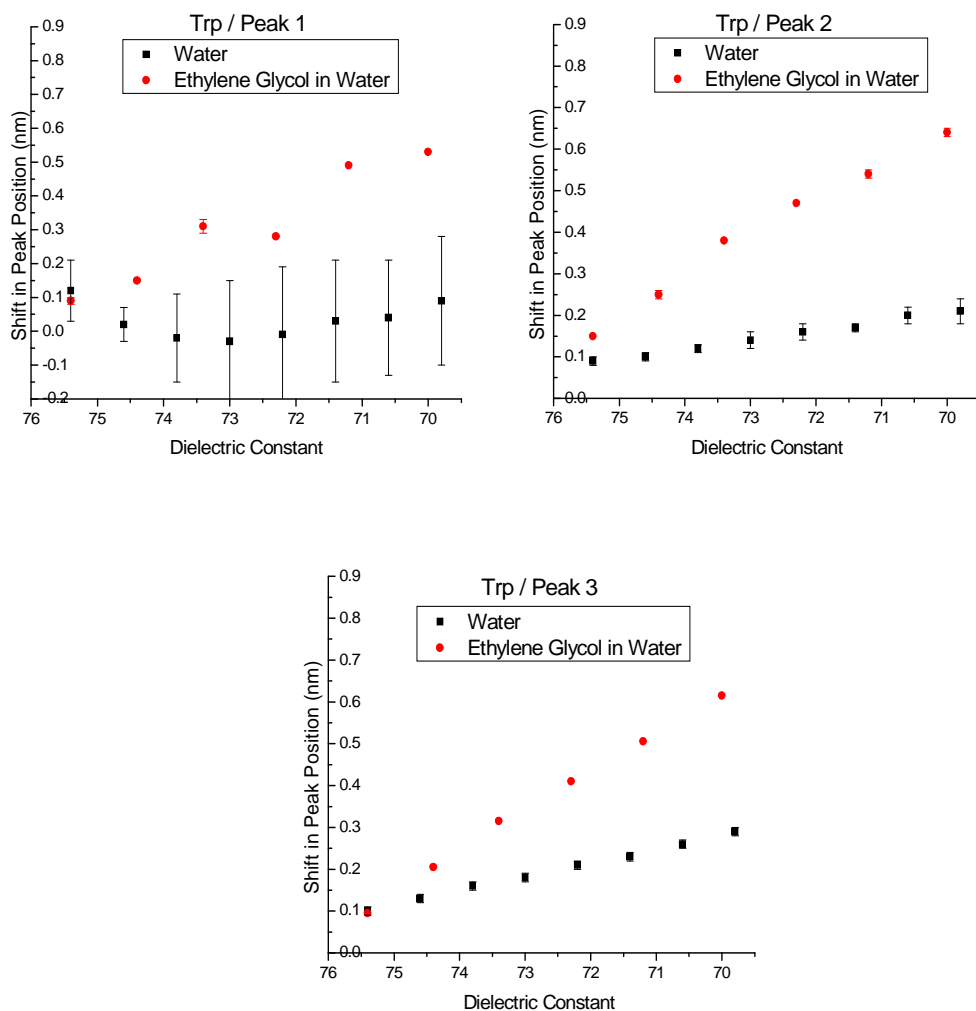 Trp / Peak 1
Water
Ethylene Glycol in Water
Shift in Peak Position (nm)
0.9
0.8
0.7
0.6
0.5
0.4
0.3
0.2
0.1
0.0
-0.1
-0.2
76 75 74 73 72 71 70
Dielectric Constant
Trp / Peak 2
Water
Ethylene Glycol in Water
Shift in Peak Position (nm)
0.9
0.8
0.7
0.6
0.5
0.4
0.3
0.2
0.1
0.0
76 75 74 73 72 71 70
Dielectric Constant
Trp / Peak 3
Water
Ethylene Glycol in Water
Shift in Peak Position (nm)
0.9
0.8
0.7
0.6
0.5
0.4
0.3
0.2
0.1
0.0
76 75 74 73 72 71 70
Dielectric Constant